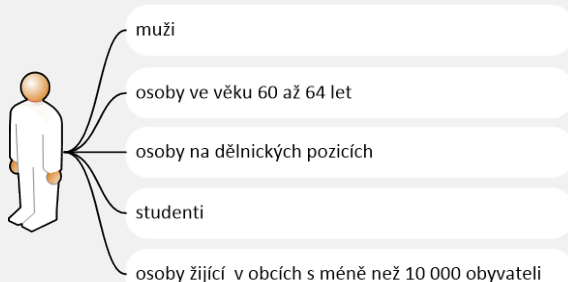 muži
osoby ve věku 60 až 64 let
osoby na dělnických pozicích
studenti
osoby žijící  v obcích s méně než 10 000 obyvateli